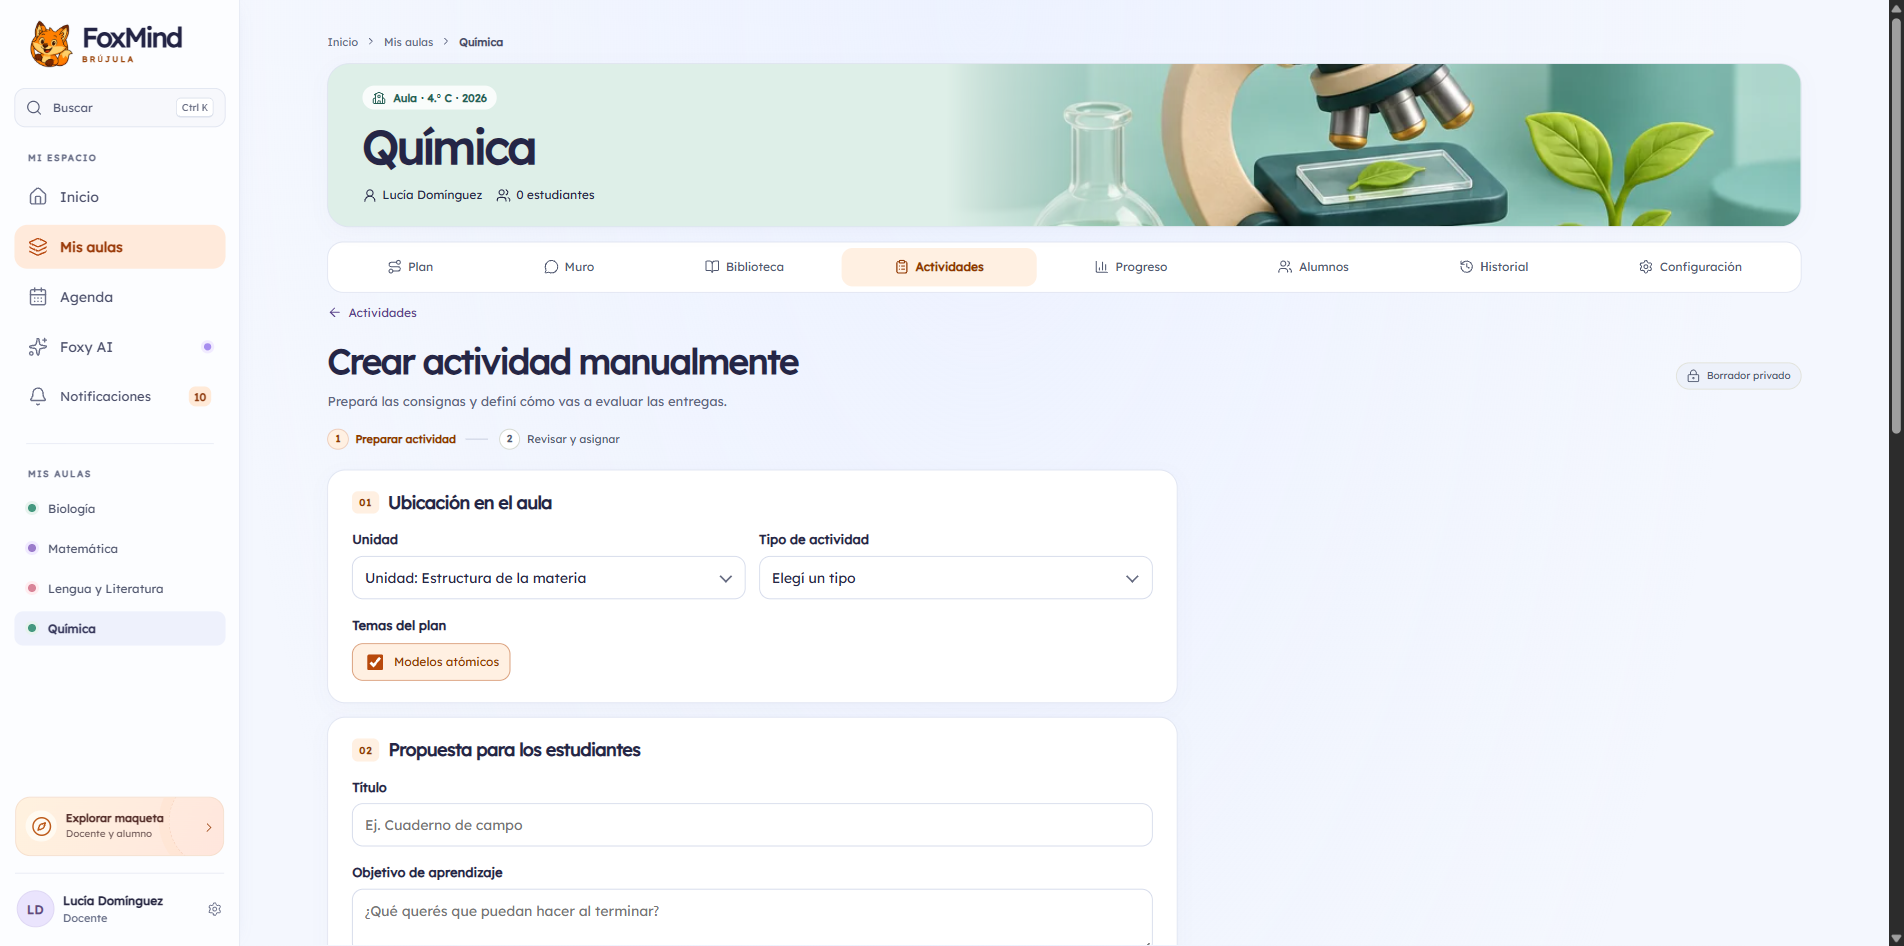 FoxMind
BRÚJULA
Buscar
Ctrl K
MI ESPACIO
Inicio
Mis aulas
Agenda
Foxy AI
Notificaciones
10
MIS AULAS
Biología
Matemática
Lengua y Literatura
Química
Explorar maqueta
Docente y alumno
LD
Lucía Domínguez
Docente
Inicio > Mis aulas > Química
Aula · 4.° C · 2026
Química
Lucía Domínguez 0 estudiantes
Plan
Muro
Biblioteca
Actividades
Progreso
Alumnos
Historial
Configuración
← Actividades
Crear actividad manualmente
Borrador privado
Prepará las consignas y definí cómo vas a evaluar las entregas.
1 Preparar actividad
2 Revisar y asignar
01 Ubicación en el aula
Unidad
Unidad: Estructura de la materia
Tipo de actividad
Elegí un tipo
Temas del plan
Modelos atómicos
02 Propuesta para los estudiantes
Título
Ej. Cuaderno de campo
Objetivo de aprendizaje
¿Qué querés que puedan hacer al terminar?